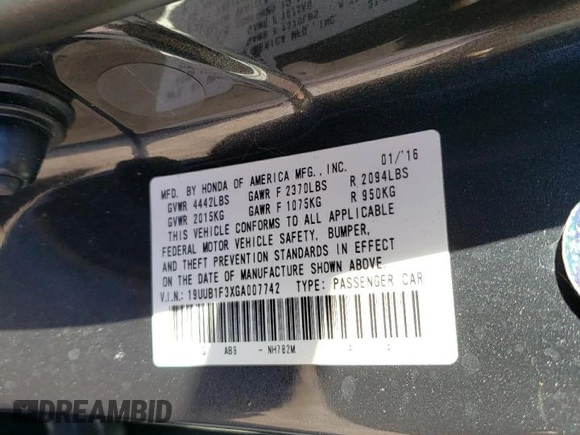 MFD. BY HONDA OF AMERICA MFG., INC. 01/'16
GVWR 4442LBS GAWR F 2370LBS R 2094LBS
GVWR 2015KG GAWR F 1075KG R 950KG
THIS VEHICLE CONFORMS TO ALL APPLICABLE
FEDERAL MOTOR VEHICLE SAFETY, BUMPER,
AND THEFT PREVENTION STANDARDS IN EFFECT
ON THE DATE OF MANUFACTURE SHOWN ABOVE.
V.I.N.: 19UUB1F3XGA007742 TYPE: PASSENGER CAR
AB9 -NH782M
DREAMBID